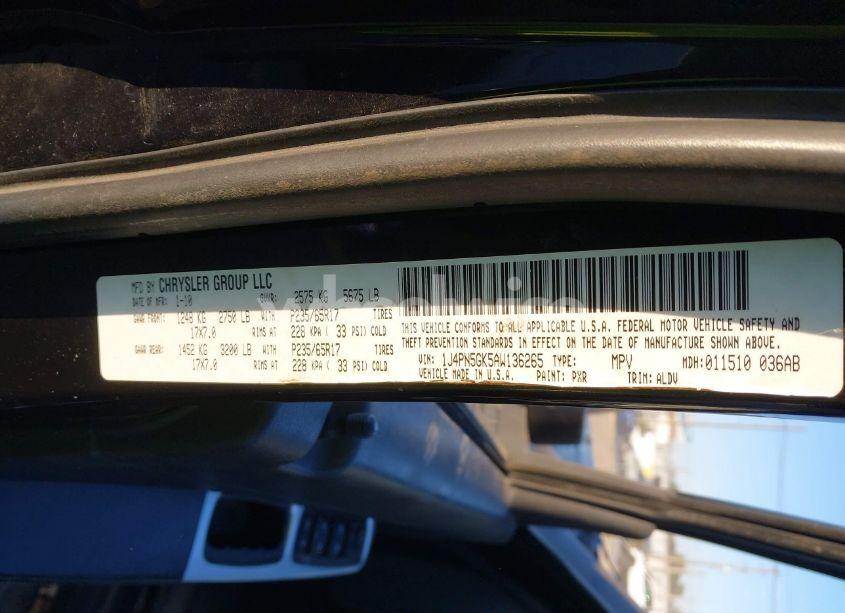 MFD BY CHRYSLER GROUP LLC
DATE OF MFR: 1-10 GVWR: 2575 KG 5675 LB
GAWR FRONT: 1248 KG 2750 LB WITH P235/65R17 TIRES
17X7.0 RIMS AT 228 KPA ( 33 PSI) COLD
GAWR REAR: 1452 KG 3200 LB WITH P235/65R17 TIRES
17X7.0 RIMS AT 228 KPA ( 33 PSI) COLD
THIS VEHICLE CONFORMS TO ALL APPLICABLE U.S.A. FEDERAL MOTOR VEHICLE SAFETY AND
THEFT PREVENTION STANDARDS IN EFFECT ON THE DATE OF MANUFACTURE SHOWN ABOVE.
VIN: 1J4PN5GK5AW136265 TYPE: MPV MDH: 011510 036AB
VEHICLE MADE IN U.S.A. PAINT: PXR TRIM: ALDV